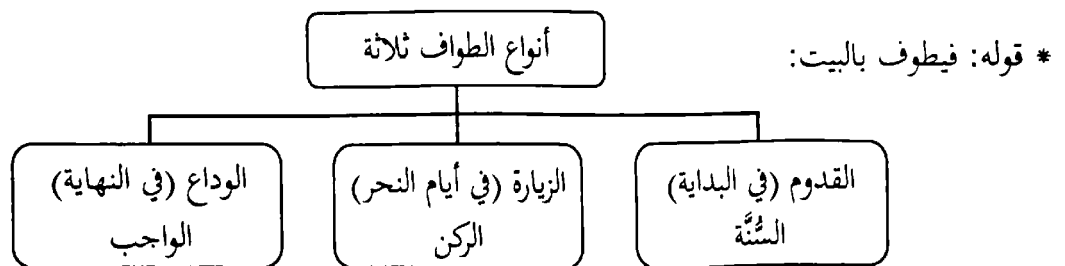 * قوله: فيطوف بالبيت:
أنواع الطواف ثلاثة
القدوم (في البداية)
السُّنَّة
الزيارة (في أيام النحر)
الركن
الوداع (في النهاية)
الواجب